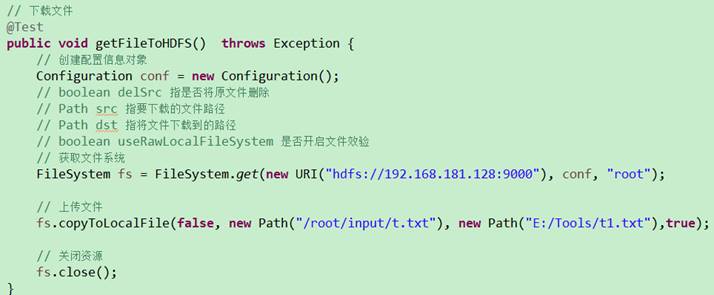 // 下载文件
@Test
public void getFileToHDFS()  throws Exception {
    // 创建配置信息对象
    Configuration conf = new Configuration();
    // boolean delSrc 指是否将原文件删除
    // Path src 指要下载的文件路径
    // Path dst 指将文件下载到的路径
    // boolean useRawLocalFileSystem 是否开启文件效验
    // 获取文件系统
    FileSystem fs = FileSystem.get(new URI("hdfs://192.168.181.128:9000"), conf, "root");
    // 上传文件
    fs.copyToLocalFile(false, new Path("/root/input/t.txt"), new Path("E:/Tools/t1.txt"),true);
    // 关闭资源
    fs.close();
}